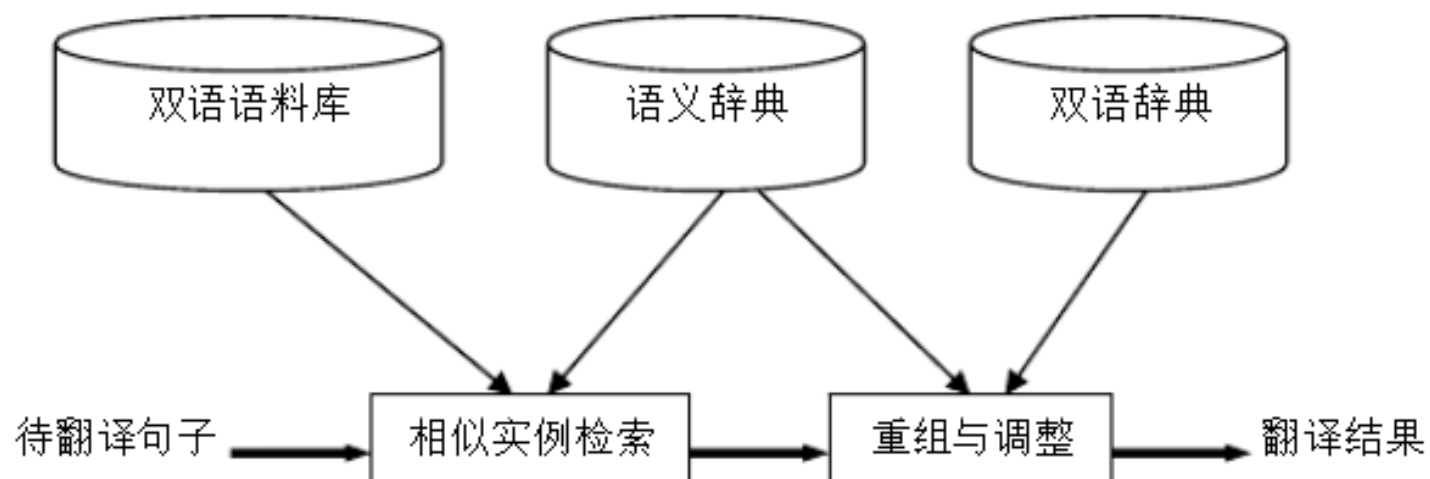 双语语料库
语义辞典
双语辞典
待翻译句子
相似实例检索
重组与调整
翻译结果